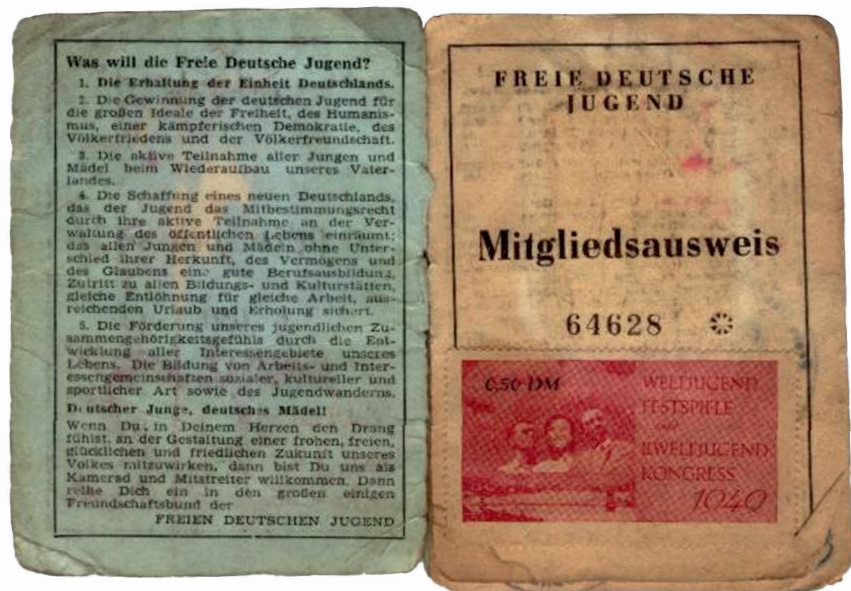 Was will die Freie Deutsche Jugend?
1. Die Erhaltung der Einheit Deutschlands.
2. Die Gewinnung der deutschen Jugend für
die großen Ideale der Freiheit, des Humanis-
mus, einer kämpferischen Demokratie, des
Völkerfriedens und der Völkerfreundschaft.
3. Die aktive Teilnahme aller Jungen und
Mädel beim Wiederaufbau unseres Vater-
landes.
4. Die Schaffung eines neuen Deutschlands,
das der Jugend das Mitbestimmungsrecht
durch ihre aktive Teilnahme an der Ver-
waltung des öffentlichen Lebens einräumt;
das allen Jungen und Mädeln ohne Unter-
schied ihrer Herkunft, des Vermögens und
des Glaubens eine gute Berufsausbildung,
Zutritt zu allen Bildungs- und Kulturstätten,
gleiche Entlöhnung für gleiche Arbeit, aus-
reichenden Urlaub und Erholung sichert.
5. Die Förderung unseres jugendlichen Zu-
sammengehörigkeitsgefühls durch die Ent-
wicklung aller Interessengebiete unseres
Lebens. Die Bildung von Arbeits- und Inter-
essengemeinschaften sozialer, kultureller und
sportlicher Art sowie des Jugendwanderns.
Deutscher Junge, deutsches Mädel!
Wenn Du, in Deinem Herzen den Drang
fühlst, an der Gestaltung einer frohen, freien,
glücklichen und friedlichen Zukunft unseres
Volkes mitzuwirken, dann bist Du uns als
Kamerad und Mitstreiter willkommen. Dann
reihe Dich ein in den großen einigen
Freundschaftsbund der
FREIEN DEUTSCHEN JUGEND
FREIE DEUTSCHE
JUGEND
Mitgliedsausweis
64628
0,50 DM
WELTJUGEND
FESTSPIELE
und
II.WELTJUGEND
KONGRESS
1949